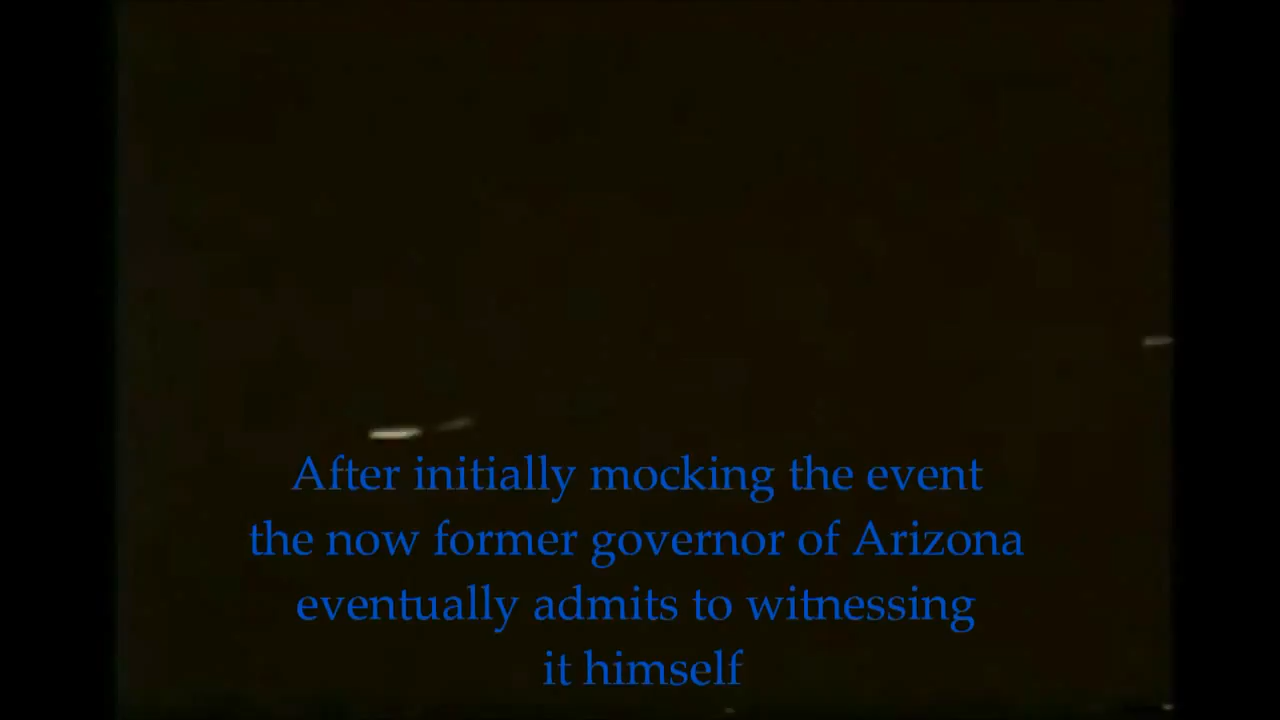 After initially mocking the event
the now former governor of Arizona
eventually admits to witnessing
it himself